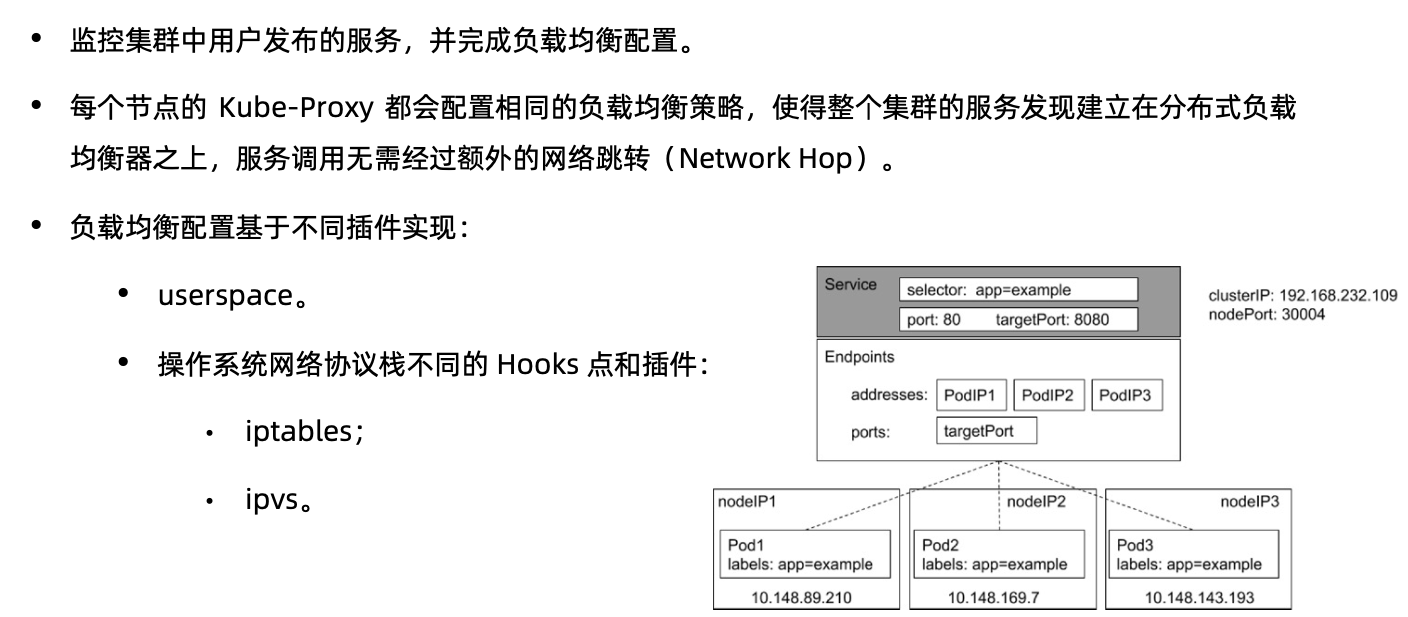 • 监控集群中用户发布的服务，并完成负载均衡配置。
• 每个节点的 Kube-Proxy 都会配置相同的负载均衡策略，使得整个集群的服务发现建立在分布式负载
均衡器之上，服务调用无需经过额外的网络跳转（Network Hop）。
• 负载均衡配置基于不同插件实现：
• userspace。
• 操作系统网络协议栈不同的 Hooks 点和插件：
• iptables；
• ipvs。
Service
selector: app=example
port: 80 targetPort: 8080
clusterIP: 192.168.232.109
nodePort: 30004
Endpoints
addresses: PodIP1 PodIP2 PodIP3
ports: targetPort
nodeIP1
Pod1
labels: app=example
10.148.89.210
nodeIP2
Pod2
labels: app=example
10.148.169.7
nodeIP3
Pod3
labels: app=example
10.148.143.193